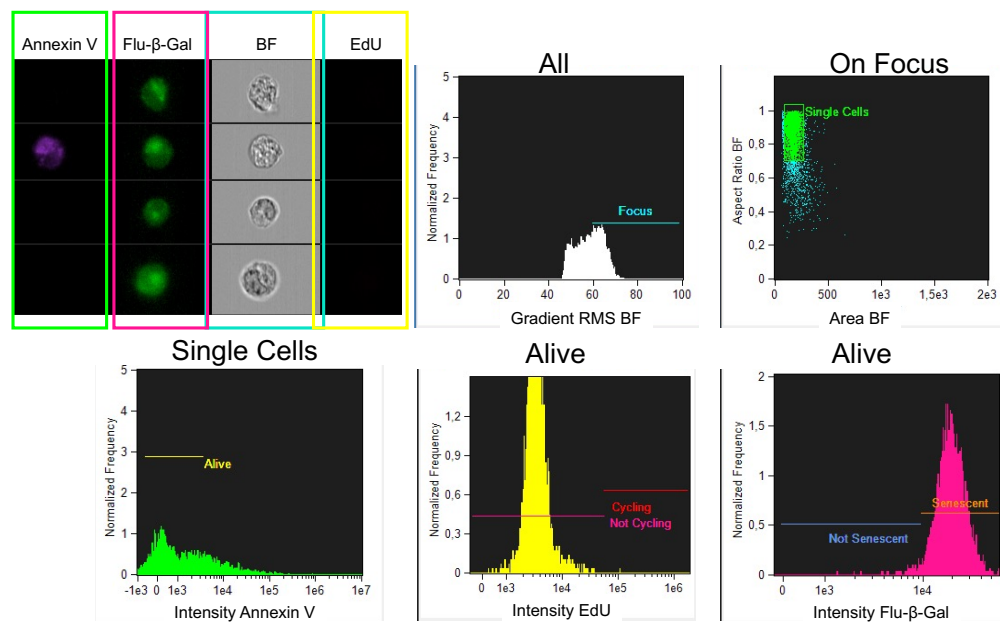 Annexin V Flu-β-Gal BF EdU
All
Normalized Frequency
5
4
3
2
1
0
Focus
0 20 40 60 80 100
Gradient RMS BF
On Focus
Aspect Ratio BF
1
0,8
0,6
0,4
0,2
0
Single Cells
0 500 1e3 1,5e3 2e3
Area BF
Single Cells
Normalized Frequency
5
4
3
2
1
0
Alive
-1e3 0 1e3 1e4 1e5 1e6 1e7
Intensity Annexin V
Alive
Normalized Frequency
1,2
0,9
0,6
0,3
0
Cycling
Not Cycling
0 1e3 1e4 1e5 1e6
Intensity EdU
Alive
Normalized Frequency
2
1,5
1
0,5
0
Senescent
Not Senescent
0 1e3 1e4
Intensity Flu-β-Gal